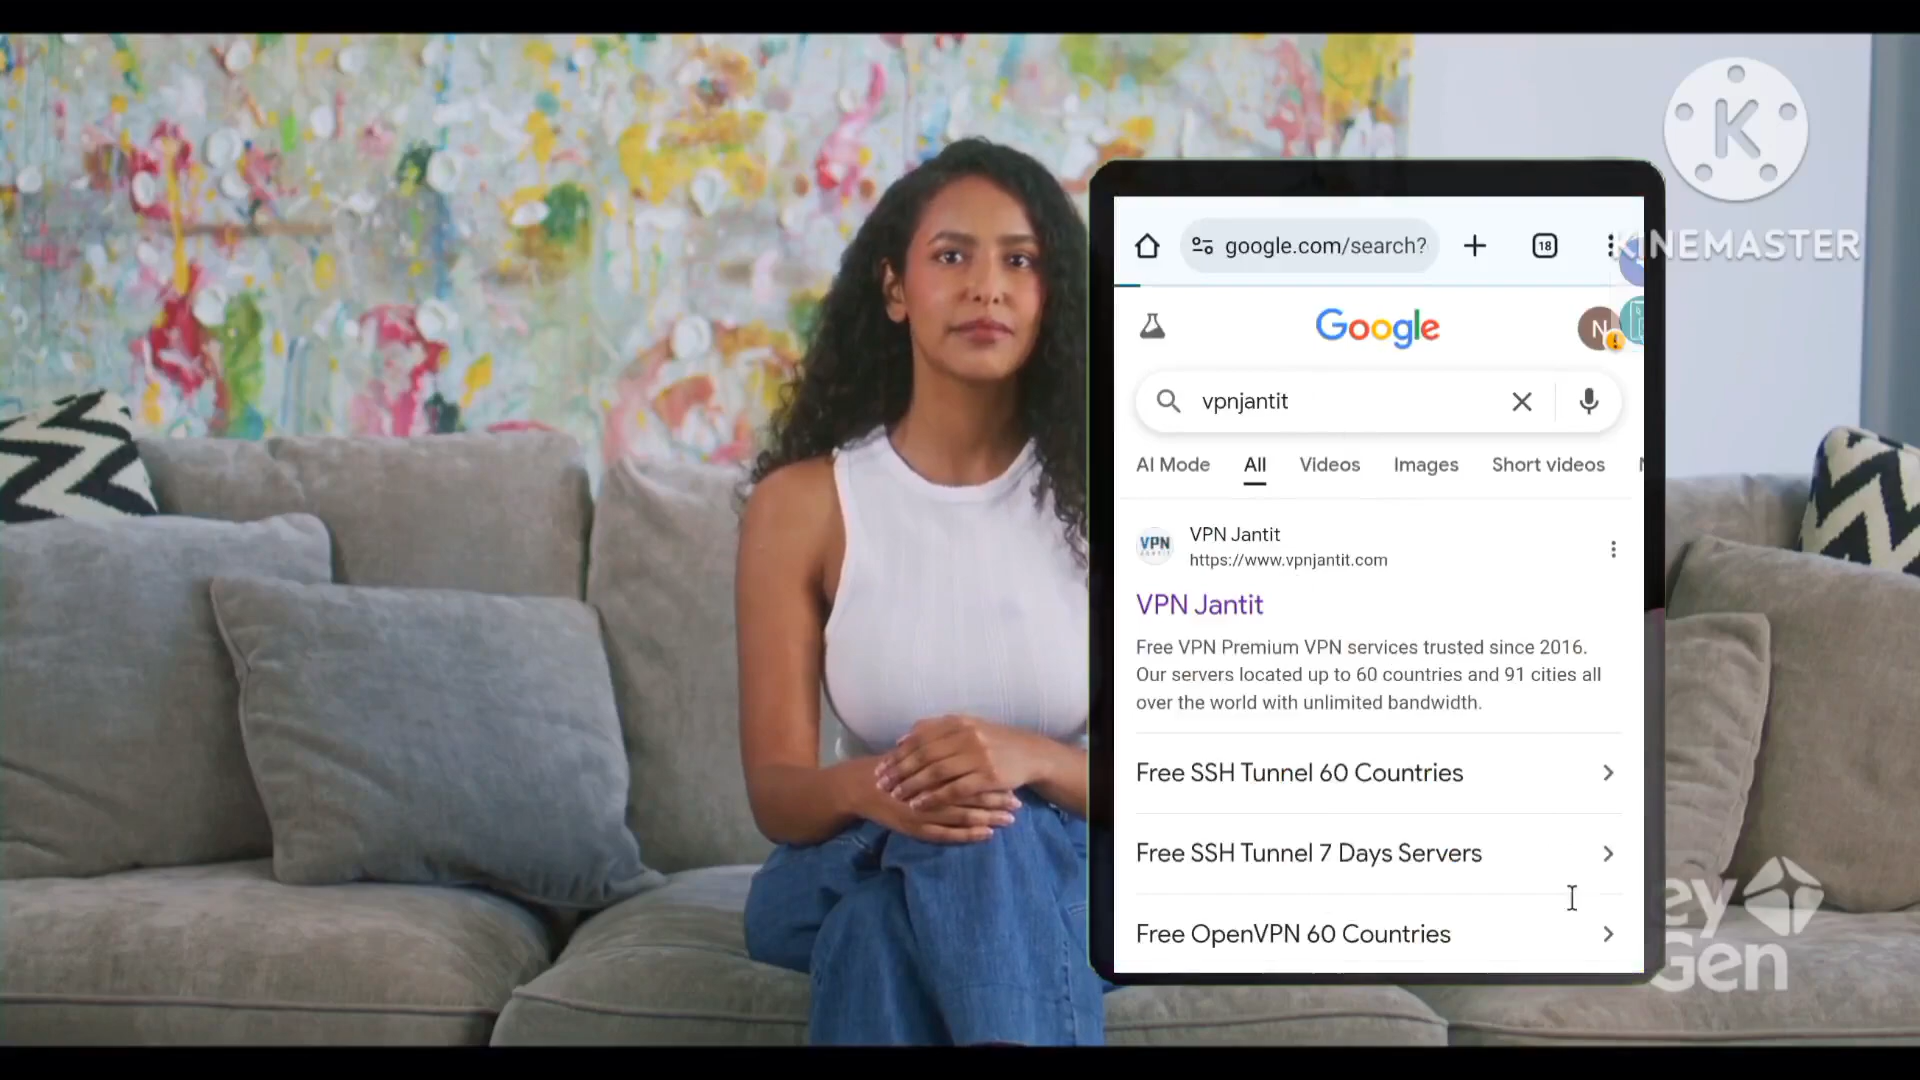 K
KINEMASTER
google.com/search?
18
Google
N
vpnjantit
AI Mode
All
Videos
Images
Short videos
VPN
VPN Jantit
https://www.vpnjantit.com
VPN Jantit
Free VPN Premium VPN services trusted since 2016.
Our servers located up to 60 countries and 91 cities all
over the world with unlimited bandwidth.
Free SSH Tunnel 60 Countries
Free SSH Tunnel 7 Days Servers
Free OpenVPN 60 Countries
ey
Gen